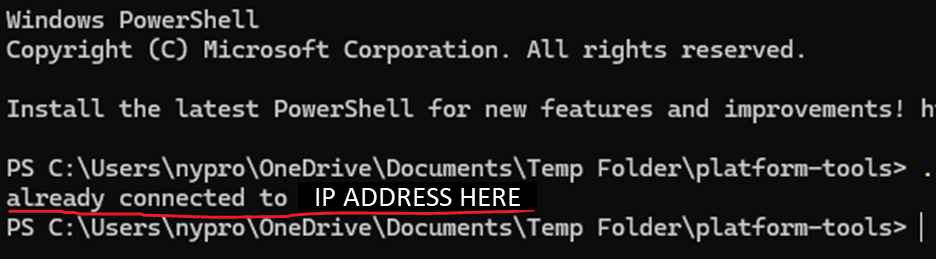 Windows PowerShell
Copyright (C) Microsoft Corporation. All rights reserved.
Install the latest PowerShell for new features and improvements!
PS C:\Users\nypro\OneDrive\Documents\Temp Folder\platform-tools> .
already connected to IP ADDRESS HERE
PS C:\Users\nypro\OneDrive\Documents\Temp Folder\platform-tools>